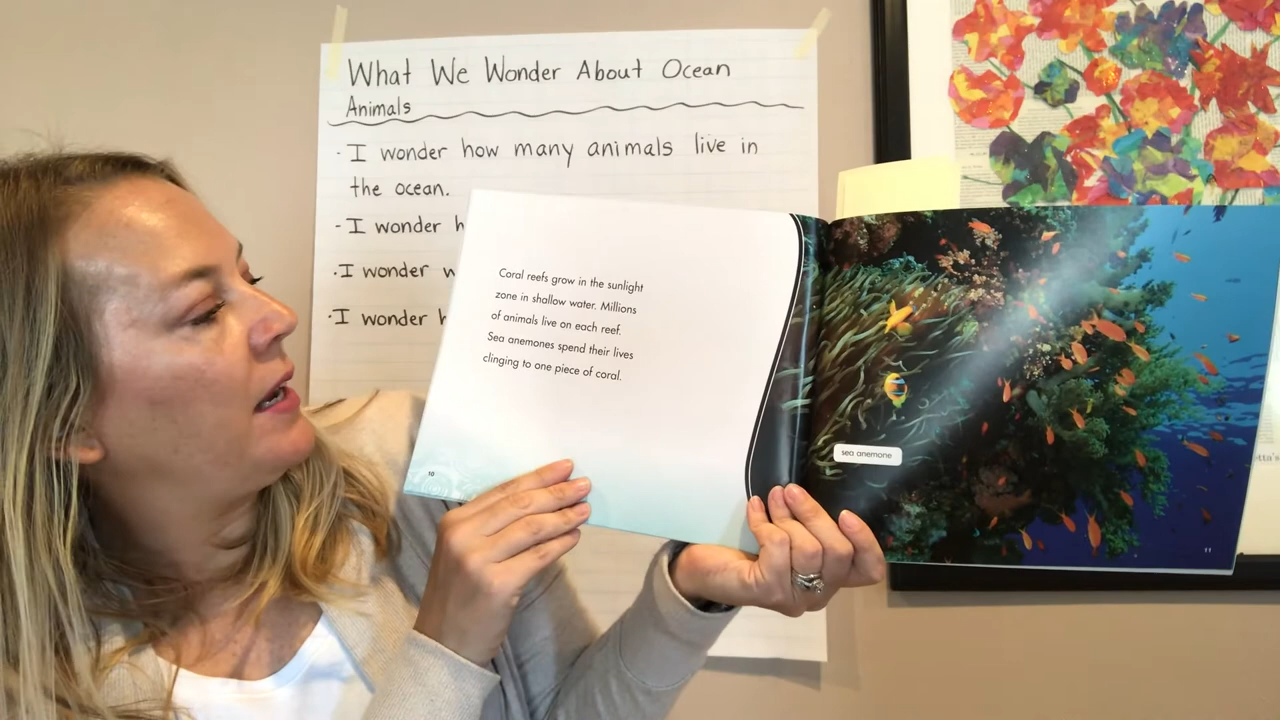 What We Wonder About Ocean
Animals
· I wonder how many animals live in
the ocean.
- I wonder h
· I wonder w
· I wonder h
Coral reefs grow in the sunlight
zone in shallow water. Millions
of animals live on each reef.
Sea anemones spend their lives
clinging to one piece of coral.
10
sea anemone
11